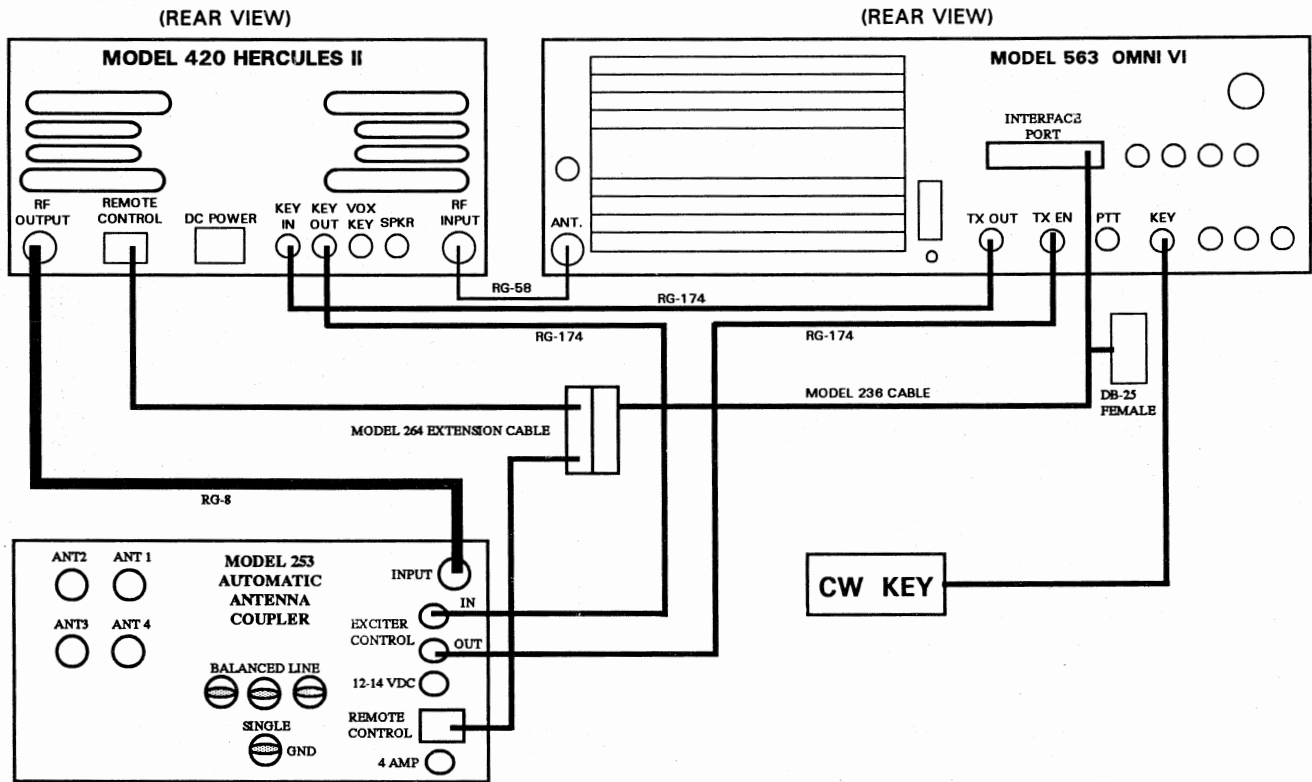 (REAR VIEW)
(REAR VIEW)
MODEL 420 HERCULES II
MODEL 563 OMNI VI
INTERFACE
PORT
RF
OUTPUT
REMOTE
CONTROL
DC POWER
KEY
IN
KEY
OUT
VOX
KEY
SPKR
RF
INPUT
ANT.
TX OUT
TX EN
PTT
KEY
RG-58
RG-174
RG-174
RG-174
MODEL 236 CABLE
DB-25
FEMALE
MODEL 264 EXTENSION CABLE
RG-8
ANT2
ANT 1
MODEL 253
AUTOMATIC
ANTENNA
COUPLER
INPUT
IN
ANT3
ANT 4
EXCITER
CONTROL
OUT
BALANCED LINE
12-14 VDC
SINGLE
GND
REMOTE
CONTROL
4 AMP
CW KEY